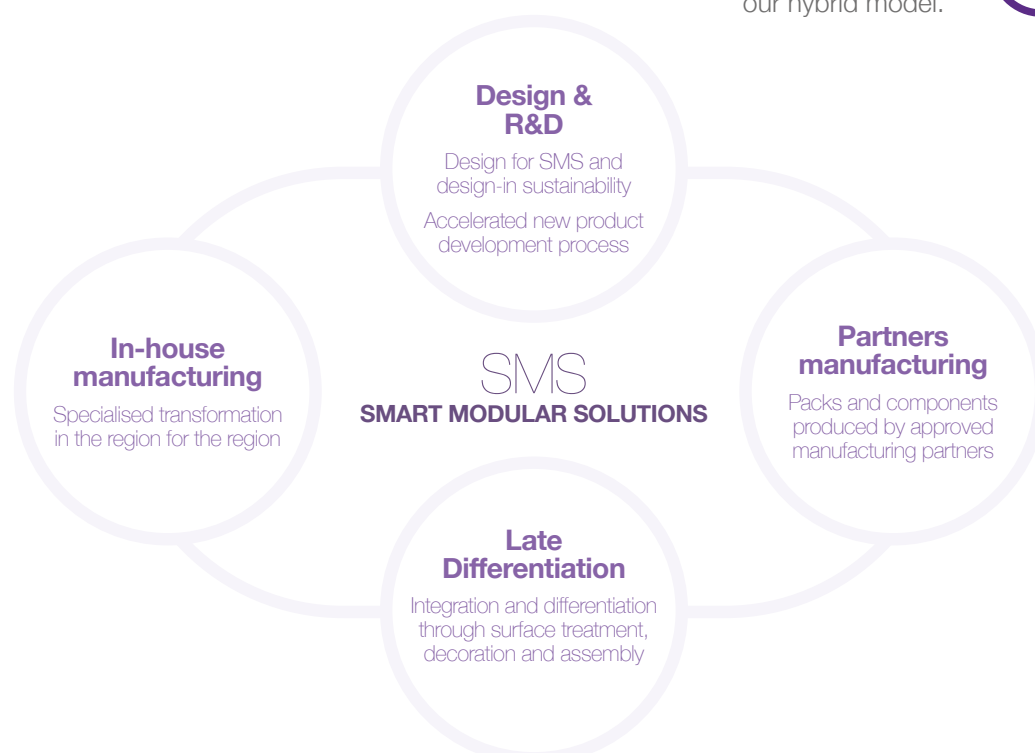 our hybrid model.
Design &
R&D
Design for SMS and
design-in sustainability
Accelerated new product
development process
In-house
manufacturing
Specialised transformation
in the region for the region
SMS
SMART MODULAR SOLUTIONS
Partners
manufacturing
Packs and components
produced by approved
manufacturing partners
Late
Differentiation
Integration and differentiation
through surface treatment,
decoration and assembly